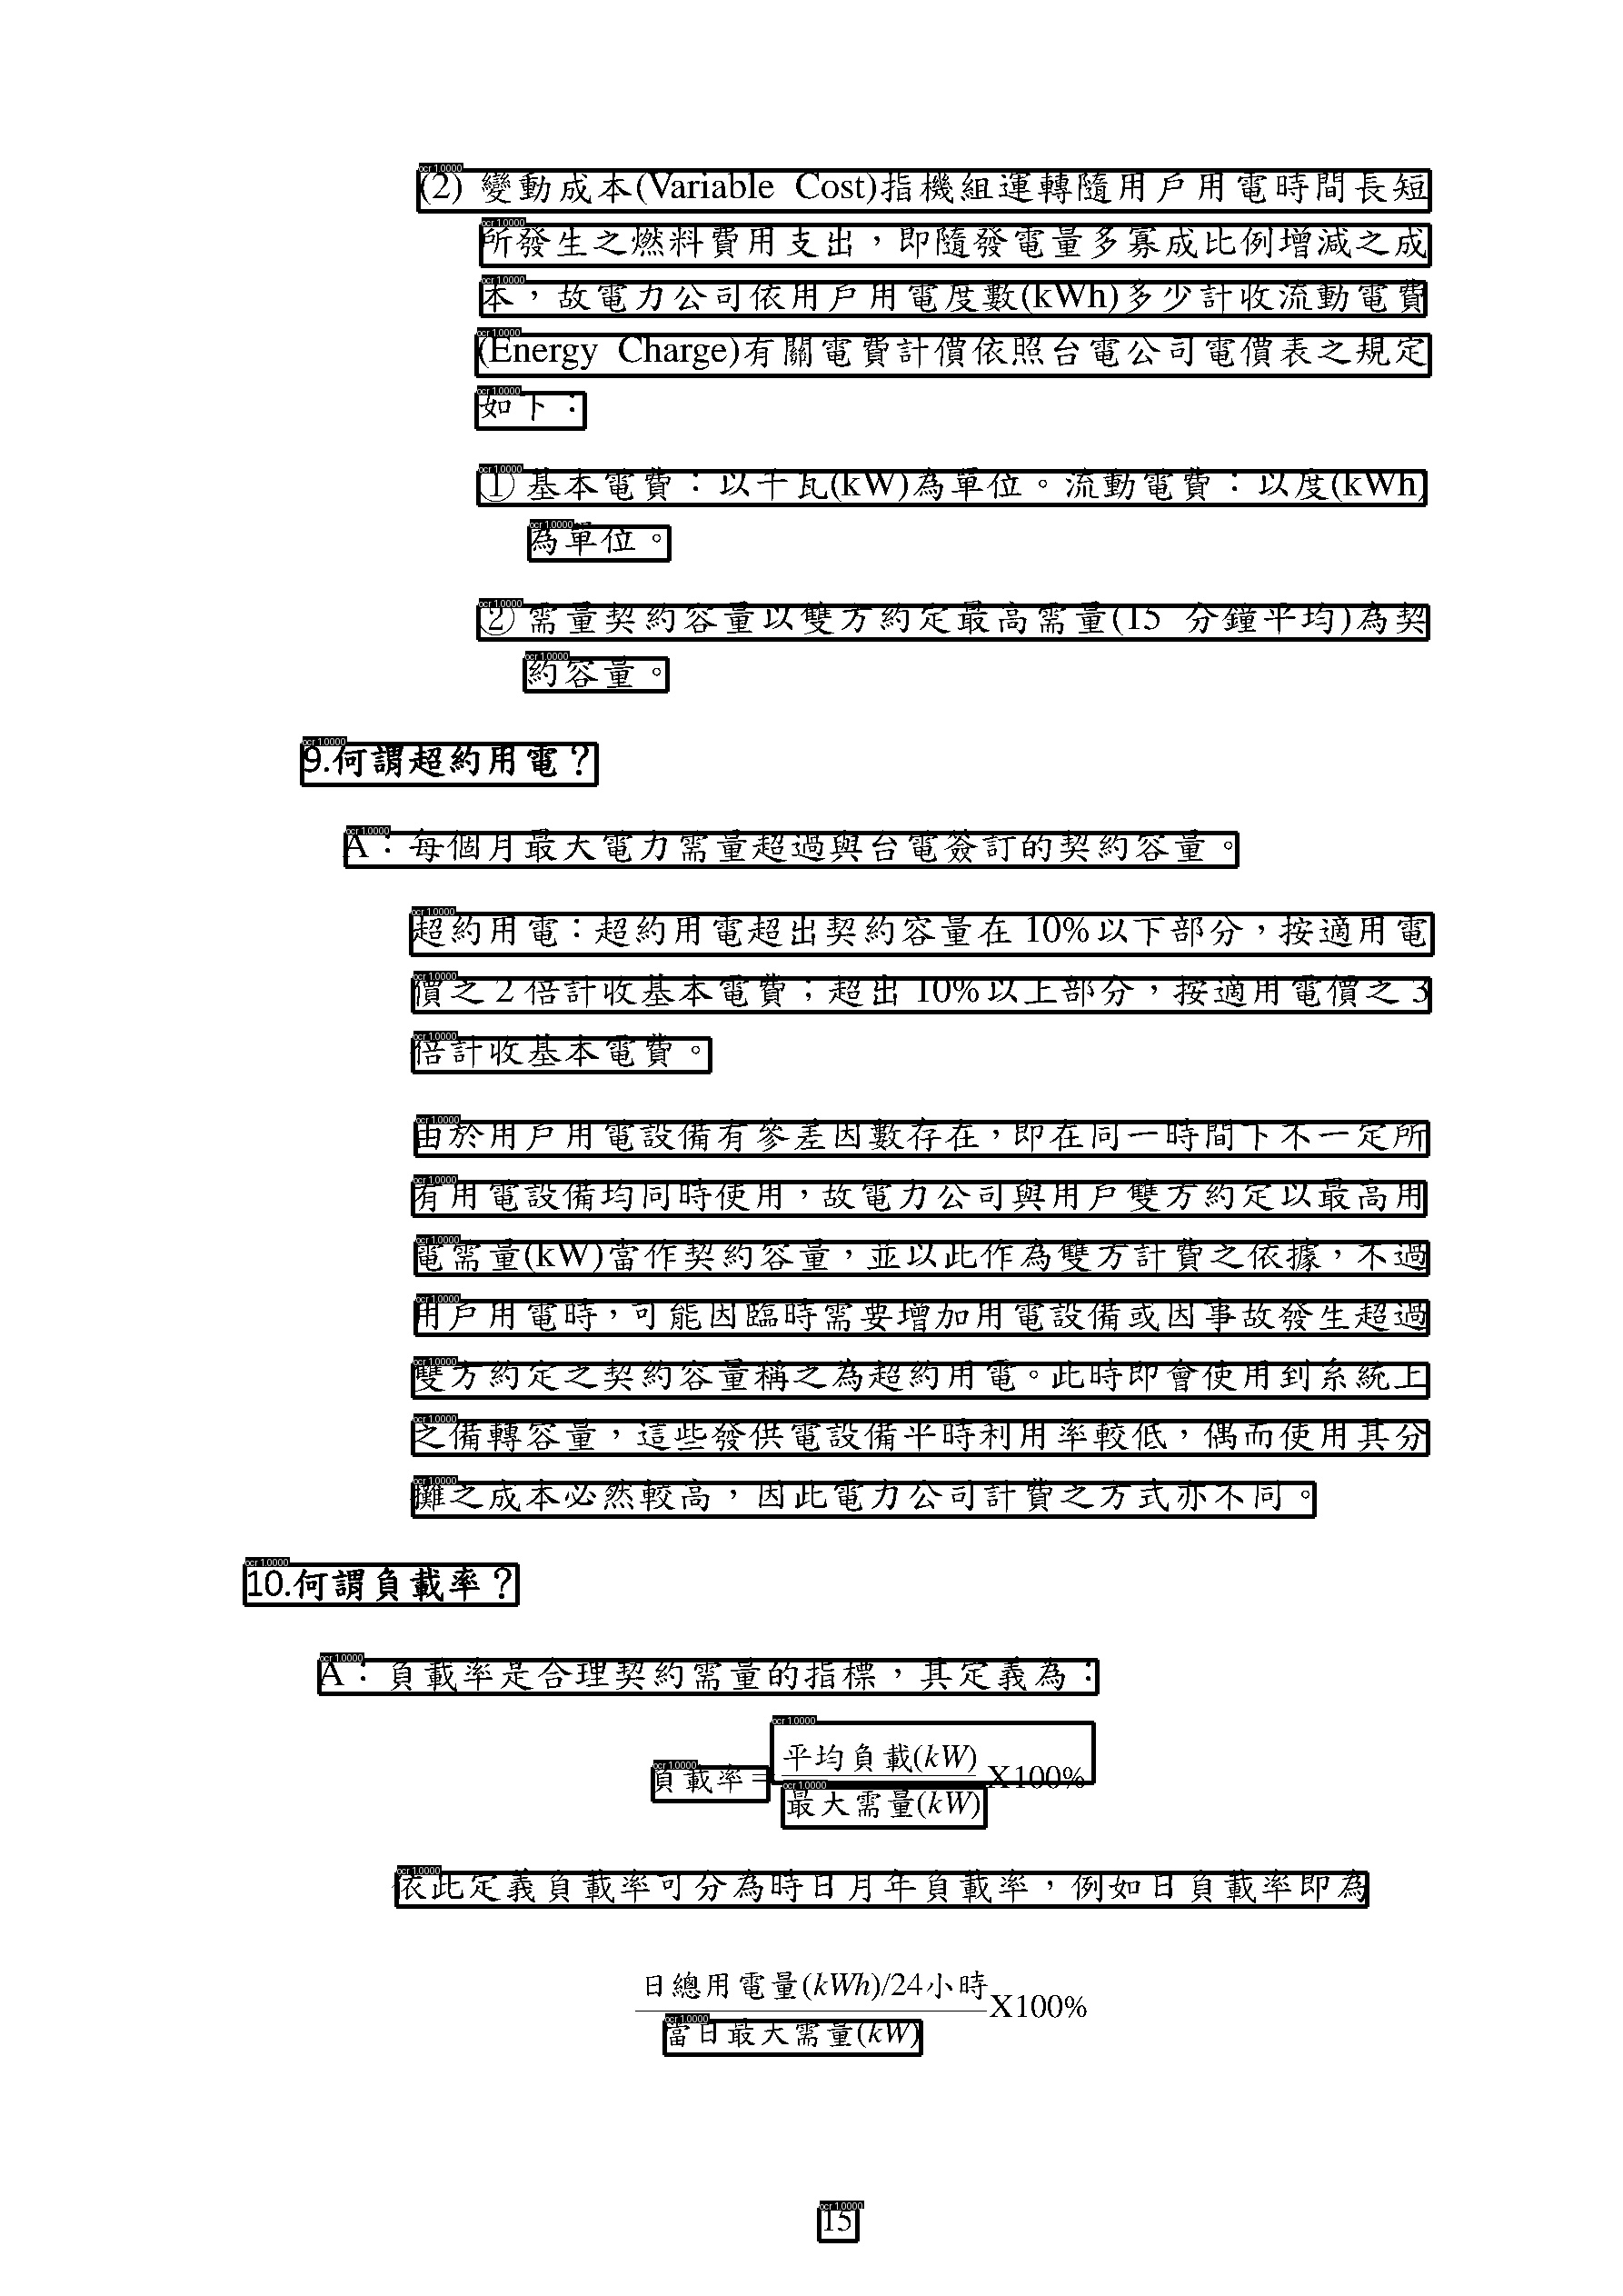 (2) 變動成本(Variable Cost)指機組運轉隨用戶用電時間長短
所發生之燃料費用支出，即隨發電量多寡成比例增減之成
本，故電力公司依用戶用電度數(kWh)多少計收流動電費
(Energy Charge)有關電費計價依照台電公司電價表之規定
如下：
① 基本電費：以千瓦(kW)為單位。流動電費：以度(kWh)
為單位。
② 需量契約容量以雙方約定最高需量(15 分鐘平均)為契
約容量。
9.何謂超約用電？
A：每個月最大電力需量超過與台電簽訂的契約容量。
超約用電：超約用電超出契約容量在 10%以下部分，按適用電
價之 2 倍計收基本電費；超出 10%以上部分，按適用電價之 3
倍計收基本電費。
由於用戶用電設備有參差因數存在，即在同一時間下不一定所
有用電設備均同時使用，故電力公司與用戶雙方約定以最高用
電需量(kW)當作契約容量，並以此作為雙方計費之依據，不過
用戶用電時，可能因臨時需要增加用電設備或因事故發生超過
雙方約定之契約容量稱之為超約用電。此時即會使用到系統上
之備轉容量，這些發供電設備平時利用率較低，偶而使用其分
攤之成本必然較高，因此電力公司計費之方式亦不同。
10.何謂負載率？
A：負載率是合理契約需量的指標，其定義為：
平均負載(kW)
負載率= X100%
最大需量(kW)
依此定義負載率可分為時日月年負載率，例如日負載率即為
日總用電量(kWh)/24小時
X100%
當日最大需量(kW)
15